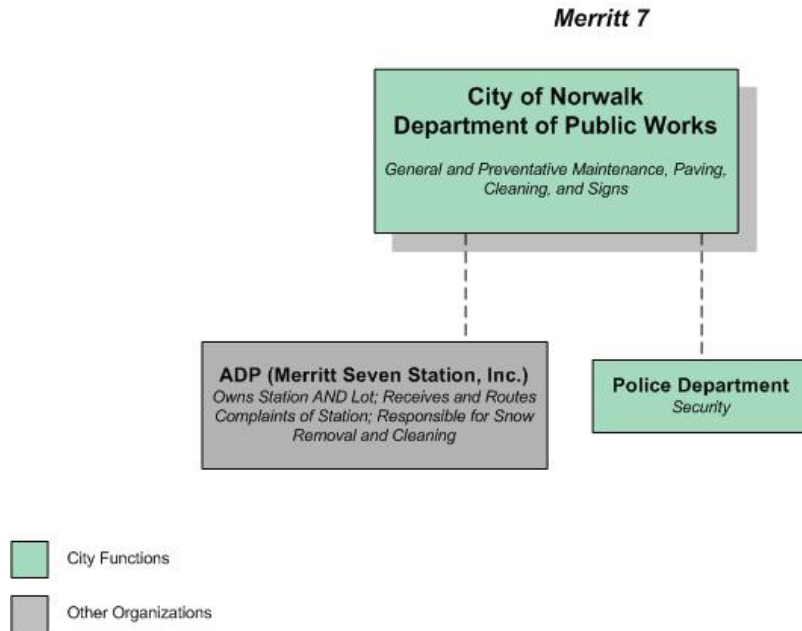 Merritt 7
City of Norwalk
Department of Public Works
General and Preventative Maintenance, Paving,
Cleaning, and Signs
ADP (Merritt Seven Station, Inc.)
Owns Station AND Lot; Receives and Routes
Complaints of Station; Responsible for Snow
Removal and Cleaning
Police Department
Security
City Functions
Other Organizations